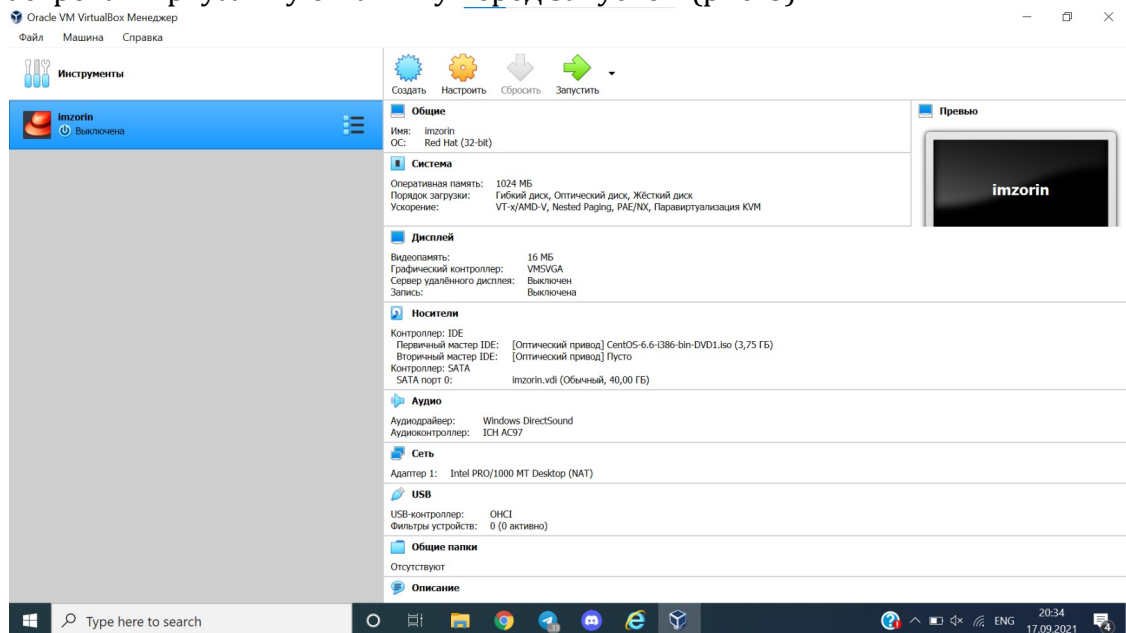 перед запуском (рис. 8)
Oracle VM VirtualBox Менеджер
Файл Машина Справка
Инструменты
Создать Настроить Сбросить Запустить
imzorin
Выключена
Общие
Имя: imzorin
ОС: Red Hat (32-bit)
Превью
imzorin
Система
Оперативная память: 1024 МБ
Порядок загрузки: Гибкий диск, Оптический диск, Жёсткий диск
Ускорение: VT-x/AMD-V, Nested Paging, PAE/NX, Паравиртуализация KVM
Дисплей
Видеопамять: 16 МБ
Графический контроллер: VMSVGA
Сервер удалённого дисплея: Выключен
Запись: Выключена
Носители
Контроллер: IDE
Первичный мастер IDE: [Оптический привод] CentOS-6.6-i386-bin-DVD1.iso (3,75 ГБ)
Вторичный мастер IDE: [Оптический привод] Пусто
Контроллер: SATA
SATA порт 0: imzorin.vdi (Обычный, 40,00 ГБ)
Аудио
Аудиодрайвер: Windows DirectSound
Аудиоконтроллер: ICH AC97
Сеть
Адаптер 1: Intel PRO/1000 MT Desktop (NAT)
USB
USB-контроллер: OHCI
Фильтры устройств: 0 (0 активно)
Общие папки
Отсутствуют
Описание
Type here to search
33
ENG
20:34
17.09.2021
4